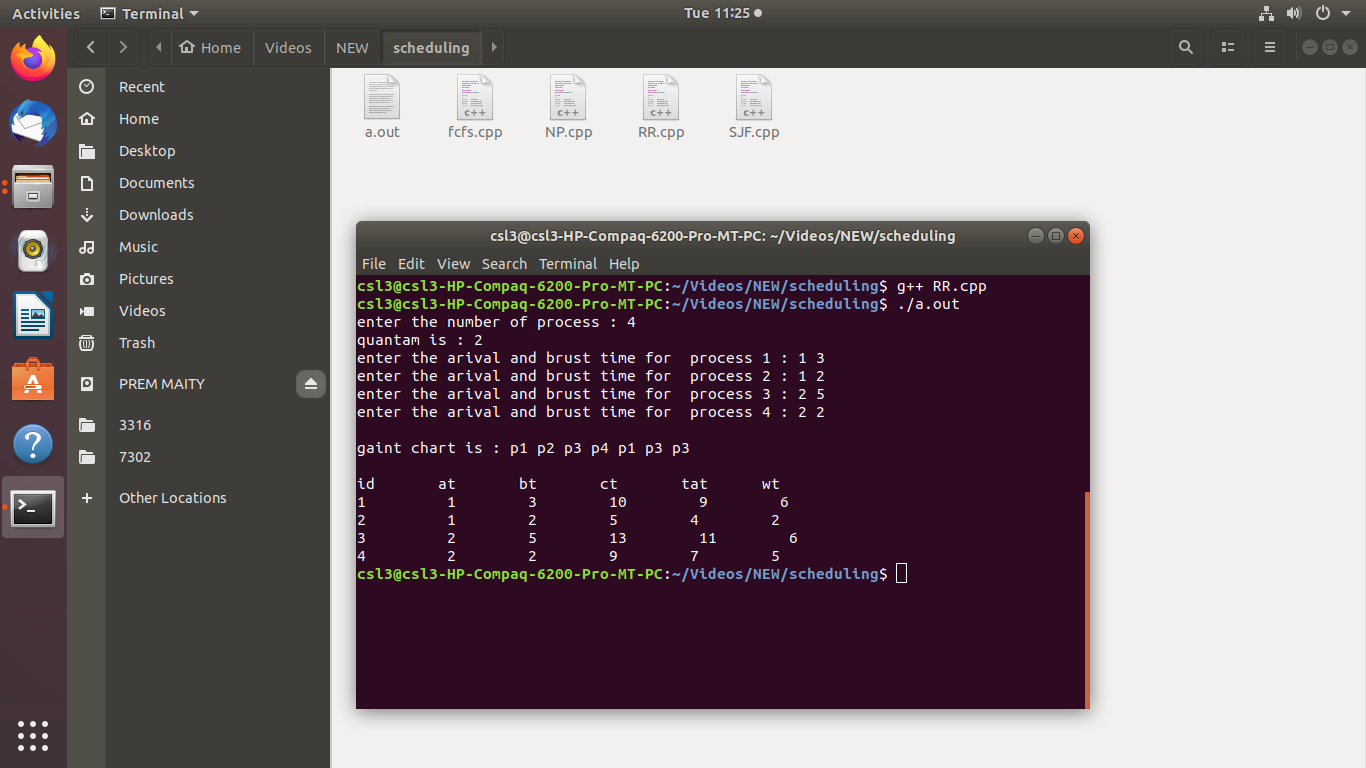 Activities Terminal Tue 11:25
Home Videos NEW scheduling
Recent
Home
Desktop
Documents
Downloads
Music
Pictures
Videos
Trash
PREM MAITY
3316
7302
Other Locations
a.out fcfs.cpp NP.cpp RR.cpp SJF.cpp
c++ c++ c++ c++
csl3@csl3-HP-Compaq-6200-Pro-MT-PC: ~/Videos/NEW/scheduling
File Edit View Search Terminal Help
csl3@csl3-HP-Compaq-6200-Pro-MT-PC:~/Videos/NEW/scheduling$ g++ RR.cpp
csl3@csl3-HP-Compaq-6200-Pro-MT-PC:~/Videos/NEW/scheduling$ ./a.out
enter the number of process : 4
quantam is : 2
enter the arival and brust time for  process 1 : 1 3
enter the arival and brust time for  process 2 : 1 2
enter the arival and brust time for  process 3 : 2 5
enter the arival and brust time for  process 4 : 2 2
gaint chart is : p1 p2 p3 p4 p1 p3 p3
id at bt ct tat wt
1 1 3 10 9 6
2 1 2 5 4 2
3 2 5 13 11 6
4 2 2 9 7 5
csl3@csl3-HP-Compaq-6200-Pro-MT-PC:~/Videos/NEW/scheduling$